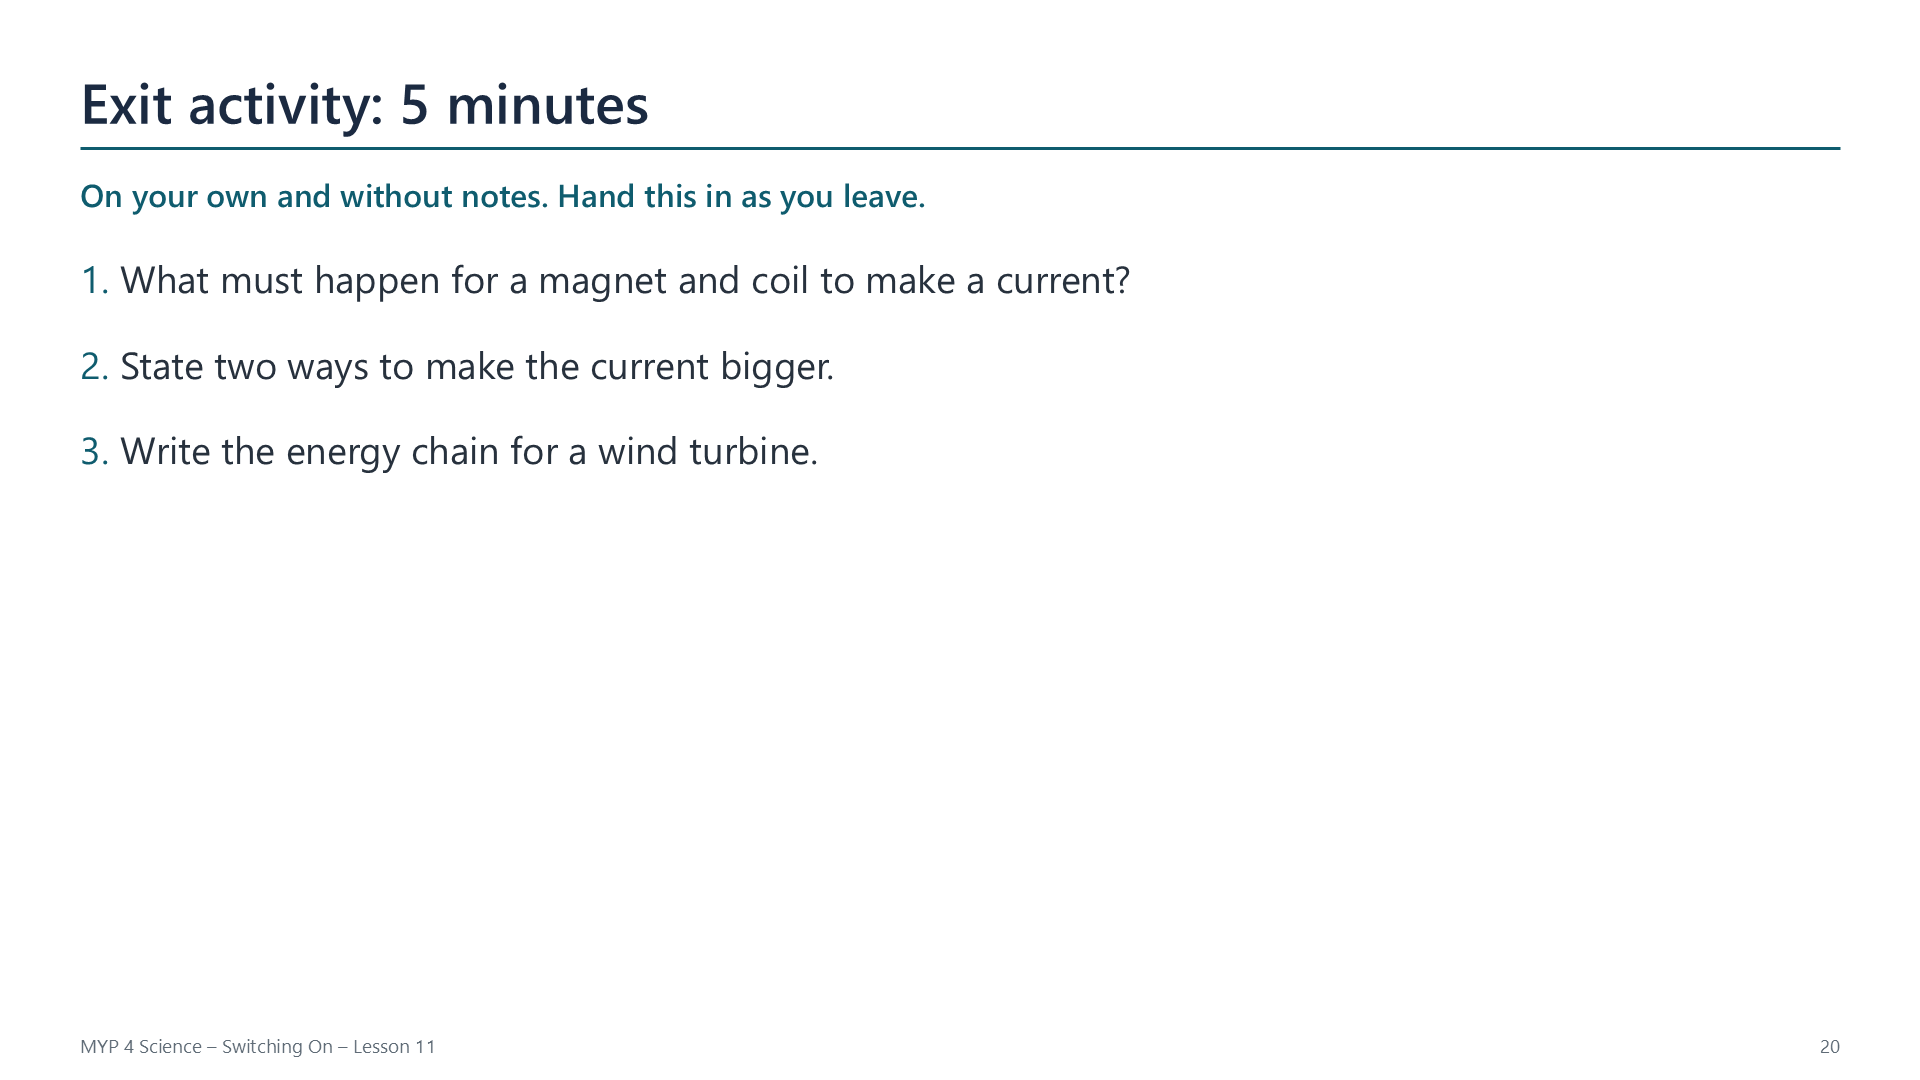 Exit activity: 5 minutes
On your own and without notes. Hand this in as you leave.
1. What must happen for a magnet and coil to make a current?
2. State two ways to make the current bigger.
3. Write the energy chain for a wind turbine.
MYP 4 Science – Switching On – Lesson 11
20